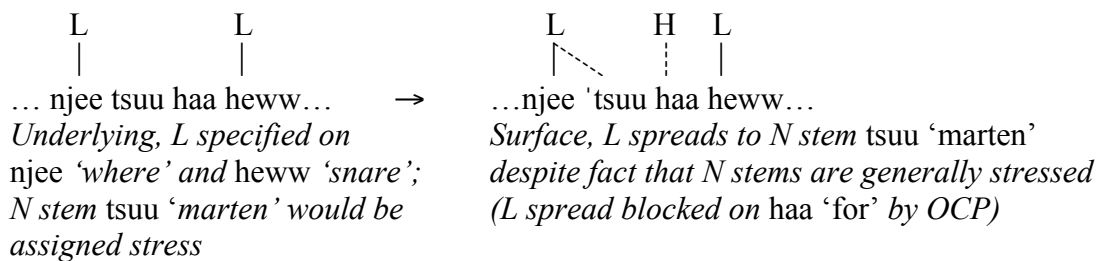 L L L H L
… njee tsuu haa heww… → …njee ˈtsuu haa heww…
Underlying, L specified on Surface, L spreads to N stem tsuu ‘marten’
njee ‘where’ and heww ‘snare’; despite fact that N stems are generally stressed
N stem tsuu ‘marten’ would be (L spread blocked on haa ‘for’ by OCP)
assigned stress